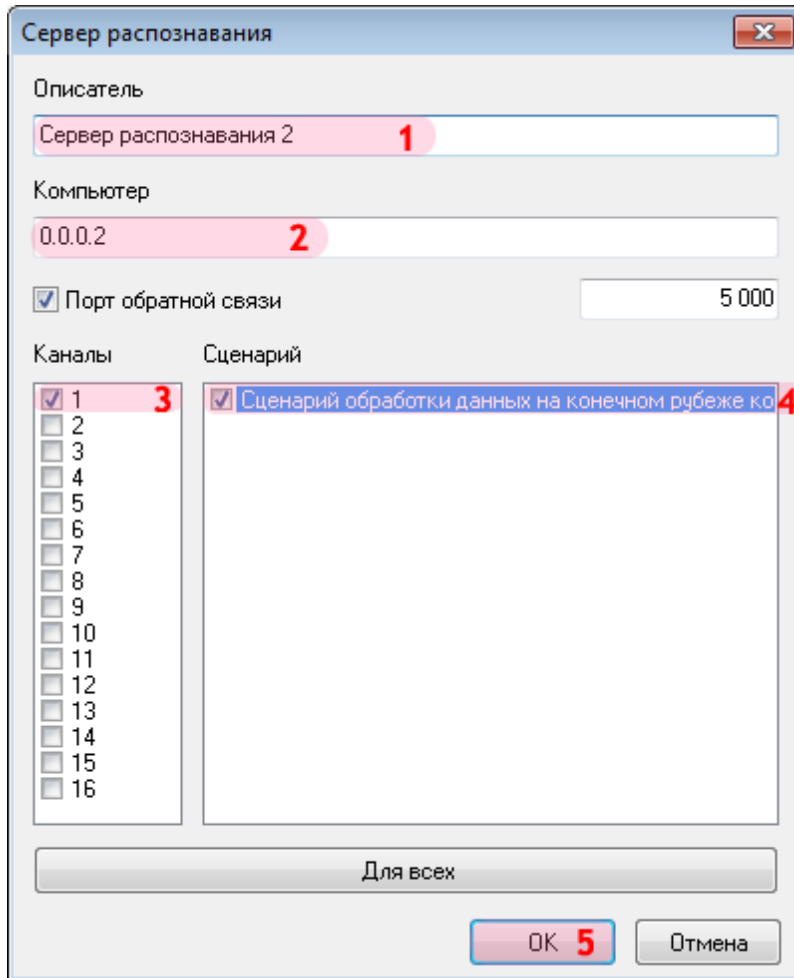 Сервер распознавания
Описатель
Сервер распознавания 2 1
Компьютер
0.0.0.2 2
Порт обратной связи 5 000
Каналы Сценарий
1 3 Сценарий обработки данных на конечном рубеже ко 4
2
3
4
5
6
7
8
9
10
11
12
13
14
15
16
Для всех
OK 5 Отмена